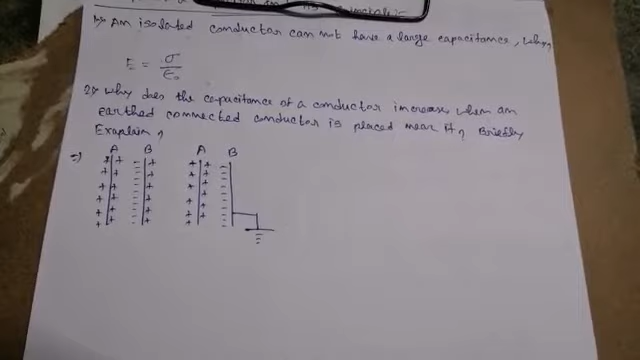 1) An isolated conductor can not have a large capacitance, why?
E = σ/ε₀
2) Why does the capacitance of a conductor increase when an
earthed connected conductor is placed near it? Briefly
Exaplain?
=) A B A B
+ + - +
+ + -